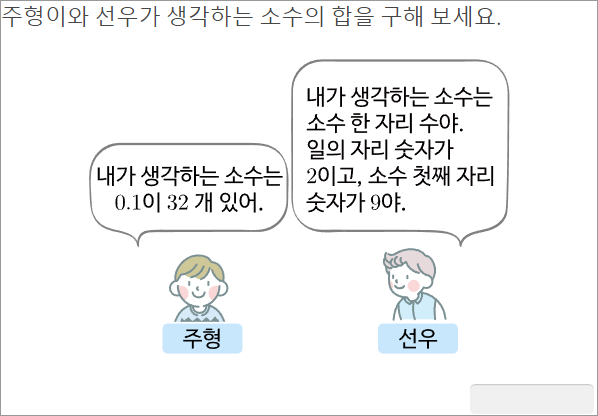 주형이와 선우가 생각하는 소수의 합을 구해 보세요.
내가 생각하는 소수는
소수 한 자리 수야.
일의 자리 숫자가
2이고, 소수 첫째 자리
숫자가 9야.
내가 생각하는 소수는
0.1이 32 개 있어.
주형
선우